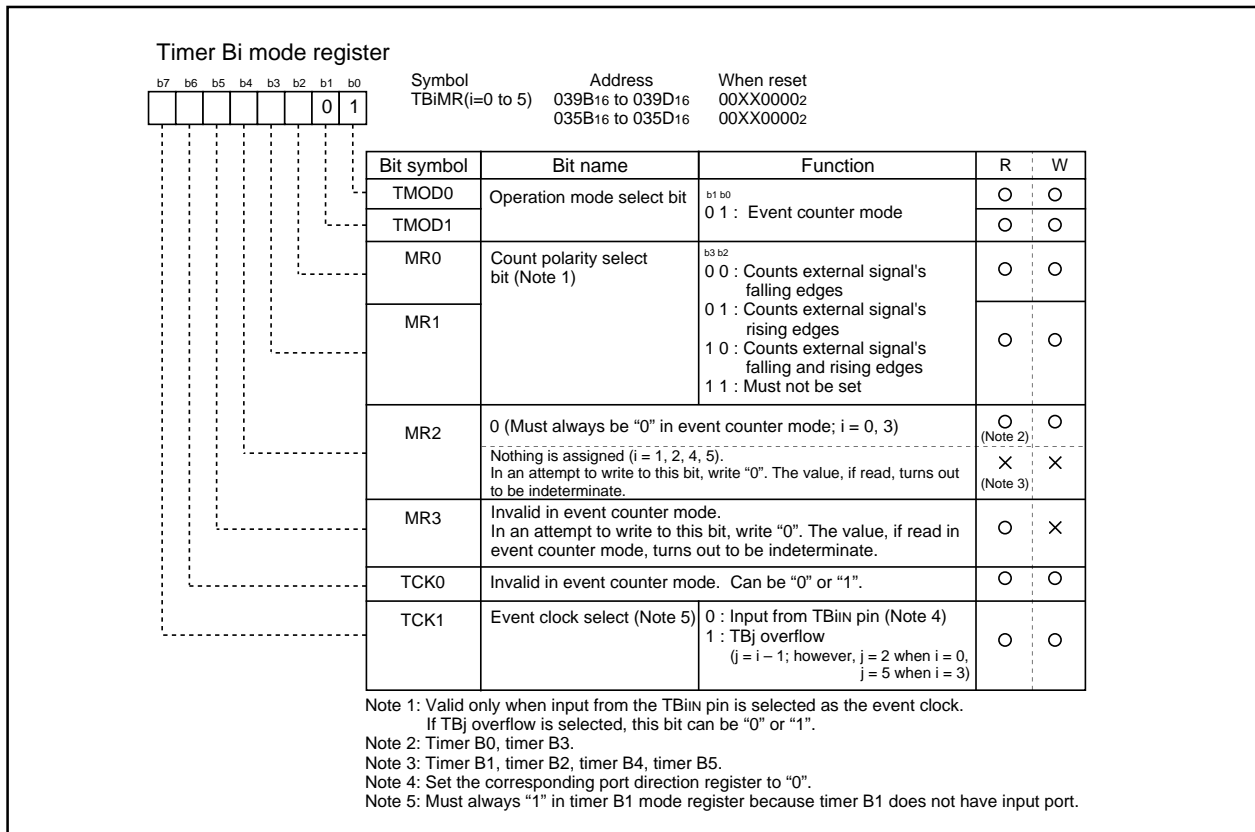 Timer Bi mode register
b7 b6 b5 b4 b3 b2 b1 b0
0 1
Symbol Address When reset
TBiMR(i=0 to 5) 039B16 to 039D16 00XX00002
035B16 to 035D16 00XX00002
Bit symbol Bit name Function R W
TMOD0 Operation mode select bit b1 b0
0 1 : Event counter mode
TMOD1
MR0 Count polarity select
bit (Note 1)
b3 b2
0 0 : Counts external signal's
falling edges
0 1 : Counts external signal's
rising edges
MR1
1 0 : Counts external signal's
falling and rising edges
1 1 : Must not be set
MR2 0 (Must always be “0” in event counter mode; i = 0, 3)
(Note 2)
Nothing is assigned (i = 1, 2, 4, 5).
In an attempt to write to this bit, write “0”. The value, if read, turns out
to be indeterminate.
(Note 3)
MR3 Invalid in event counter mode.
In an attempt to write to this bit, write “0”. The value, if read in
event counter mode, turns out to be indeterminate.
TCK0 Invalid in event counter mode. Can be “0” or “1”.
TCK1 Event clock select (Note 5) 0 : Input from TBiIN pin (Note 4)
1 : TBj overflow
(j = i – 1; however, j = 2 when i = 0,
j = 5 when i = 3)
Note 1: Valid only when input from the TBiIN pin is selected as the event clock.
If TBj overflow is selected, this bit can be “0” or “1”.
Note 2: Timer B0, timer B3.
Note 3: Timer B1, timer B2, timer B4, timer B5.
Note 4: Set the corresponding port direction register to “0”.
Note 5: Must always “1” in timer B1 mode register because timer B1 does not have input port.